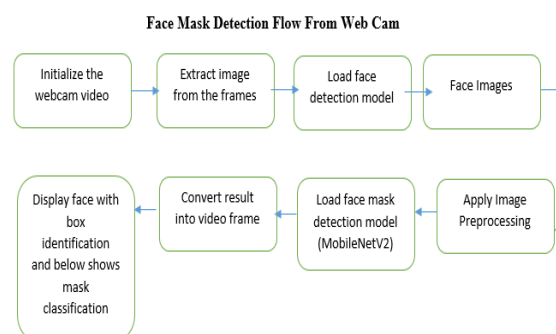 Face Mask Detection Flow From Web Cam
Initialize the
webcam video
Extract image
from the frames
Load face
detection model
Face Images
Display face with
box
identification
and below shows
mask
classification
Convert result
into video frame
Load face mask
detection model
(MobileNetV2)
Apply Image
Preprocessing